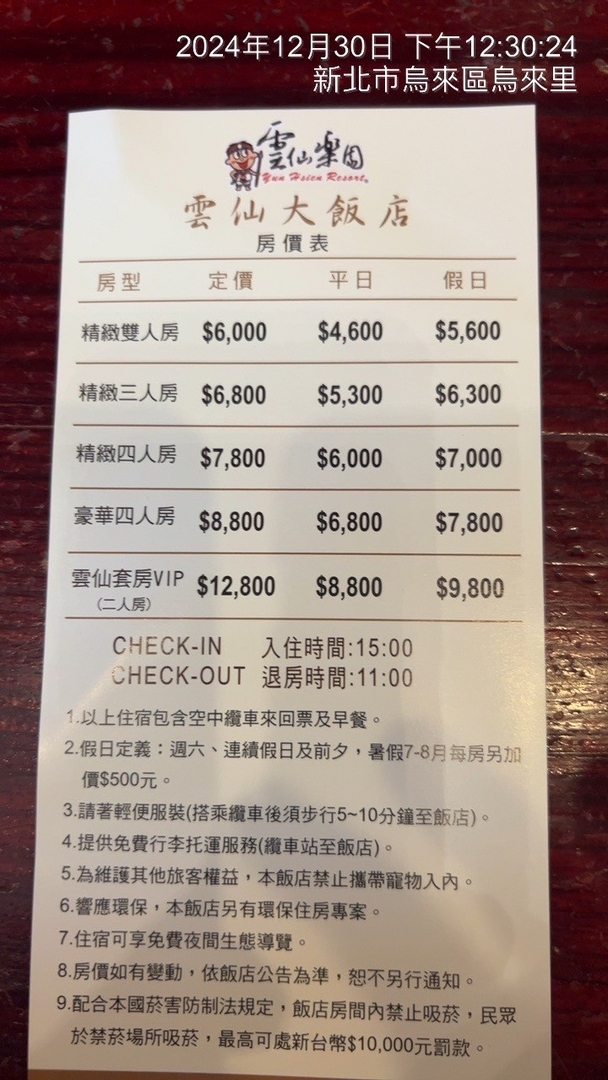 2024年12月30日 下午12:30:24
新北市烏來區烏來里
雲仙樂園
Yun Hsien Resort
雲仙大飯店
房價表
房型 定價 平日 假日
精緻雙人房 $6,000 $4,600 $5,600
精緻三人房 $6,800 $5,300 $6,300
精緻四人房 $7,800 $6,000 $7,000
豪華四人房 $8,800 $6,800 $7,800
雲仙套房VIP $12,800 $8,800 $9,800
(二人房)
CHECK-IN 入住時間:15:00
CHECK-OUT 退房時間:11:00
1.以上住宿包含空中纜車來回票及早餐。
2.假日定義：週六、連續假日及前夕，暑假7-8月每房另加
價$500元。
3.請著輕便服裝(搭乘纜車後須步行5~10分鐘至飯店)。
4.提供免費行李托運服務(纜車站至飯店)。
5.為維護其他旅客權益，本飯店禁止攜帶寵物入內。
6.響應環保，本飯店另有環保住房專案。
7.住宿可享免費夜間生態導覽。
8.房價如有變動，依飯店公告為準，恕不另行通知。
9.配合本國菸害防制法規定，飯店房間內禁止吸菸，民眾
於禁菸場所吸菸，最高可處新台幣$10,000元罰款。